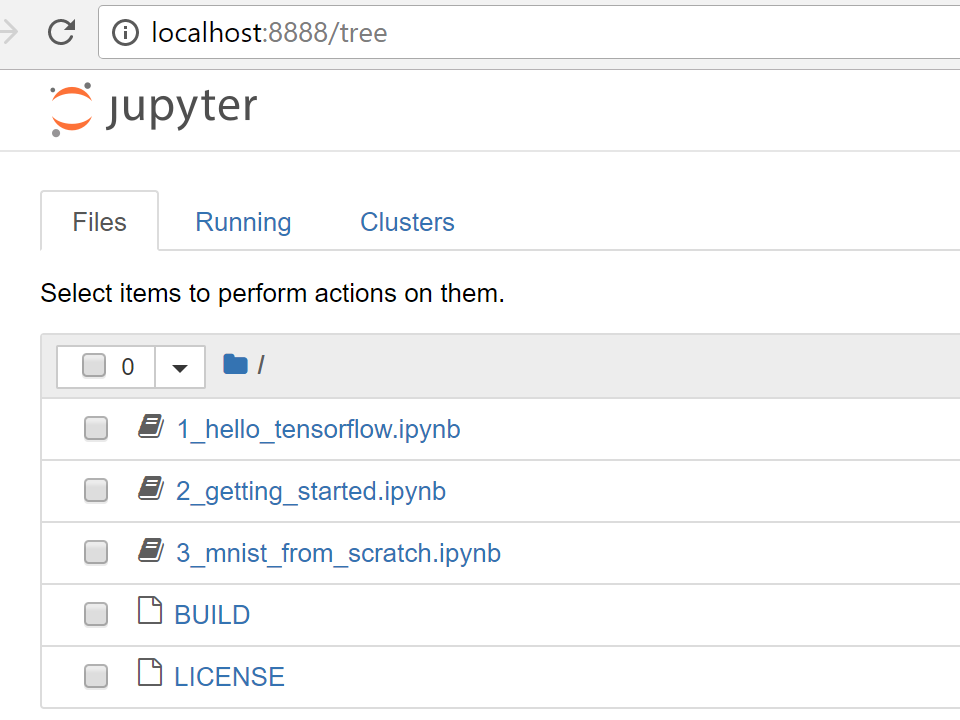 localhost:8888/tree
jupyter
Files Running Clusters
Select items to perform actions on them.
0 /
1_hello_tensorflow.ipynb
2_getting_started.ipynb
3_mnist_from_scratch.ipynb
BUILD
LICENSE